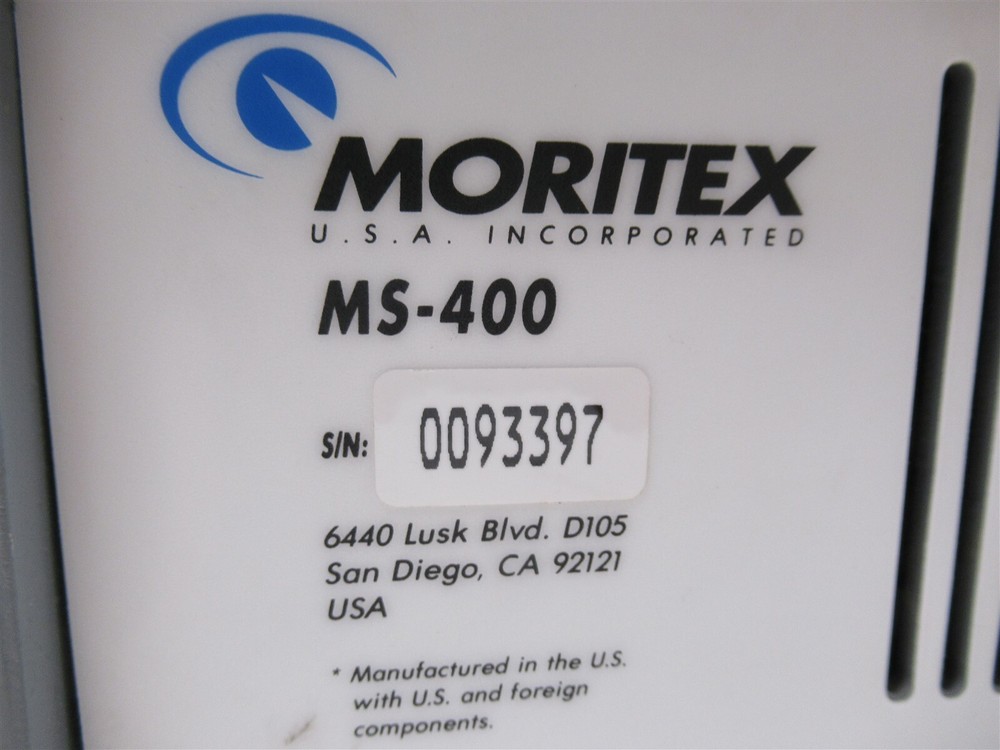 MORITEX
U.S.A. INCORPORATED
MS-400
S/N: 0093397
6440 Lusk Blvd. D105
San Diego, CA 92121
USA
* Manufactured in the U.S.
with U.S. and foreign
components.